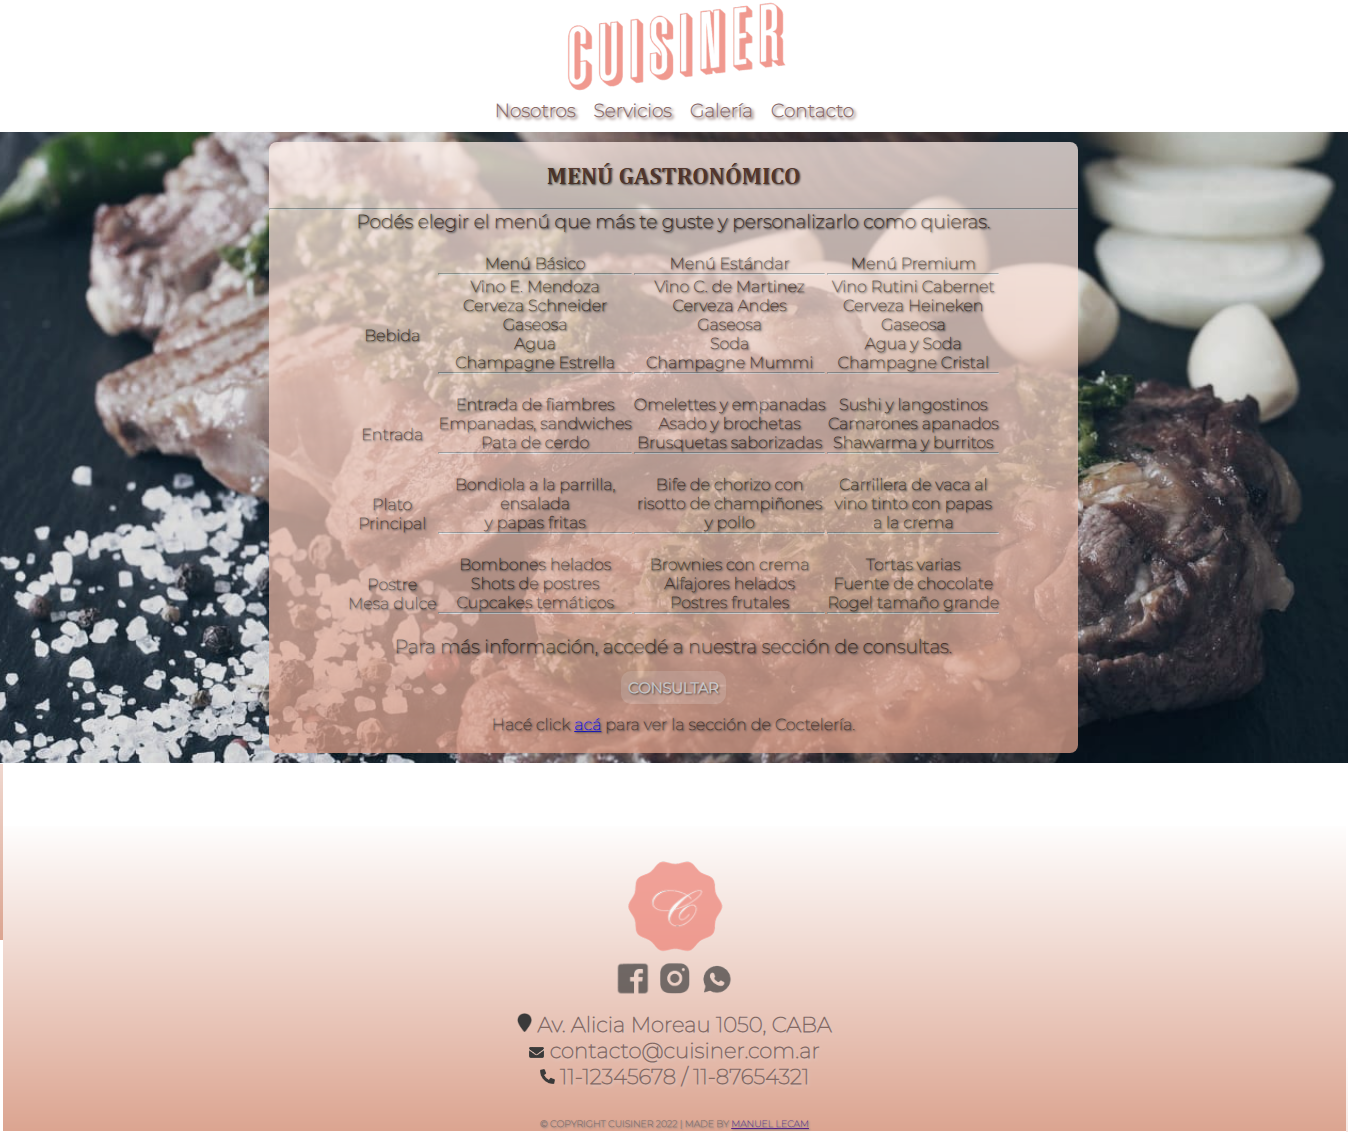 CUISINER
Nosotros Servicios Galería Contacto
MENÚ GASTRONÓMICO
Podés elegir el menú que más te guste y personalizarlo como quieras.
Menú Básico Menú Estándar Menú Premium
Bebida
Vino E. Mendoza
Cerveza Schneider
Gaseosa
Agua
Champagne Estrella
Vino C. de Martinez
Cerveza Andes
Gaseosa
Soda
Champagne Mummi
Vino Rutini Cabernet
Cerveza Heineken
Gaseosa
Agua y Soda
Champagne Cristal
Entrada
Entrada de fiambres
Empanadas, sandwiches
Pata de cerdo
Omelettes y empanadas
Asado y brochetas
Brusquetas saborizadas
Sushi y langostinos
Camarones apanados
Shawarma y burritos
Plato
Principal
Bondiola a la parrilla,
ensalada
y papas fritas
Bife de chorizo con
risotto de champiñones
y pollo
Carrillera de vaca al
vino tinto con papas
a la crema
Postre
Mesa dulce
Bombones helados
Shots de postres
Cupcakes temáticos
Brownies con crema
Alfajores helados
Postres frutales
Tortas varias
Fuente de chocolate
Rogel tamaño grande
Para más información, accedé a nuestra sección de consultas.
CONSULTAR
Hacé click acá para ver la sección de Coctelería.
C
Av. Alicia Moreau 1050, CABA
contacto@cuisiner.com.ar
11-12345678 / 11-87654321
© COPYRIGHT CUISINER 2022 | MADE BY MANUEL LECAM